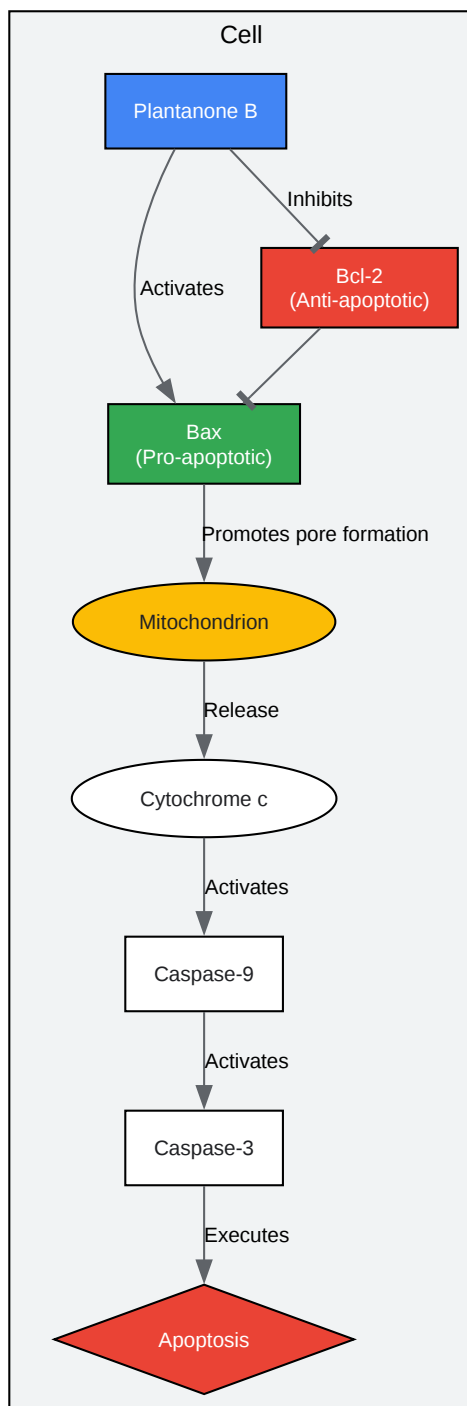 Cell
Plantanone B
Inhibits
Bcl-2
(Anti-apoptotic)
Activates
Bax
(Pro-apoptotic)
Promotes pore formation
Mitochondrion
Release
Cytochrome c
Activates
Caspase-9
Activates
Caspase-3
Executes
Apoptosis